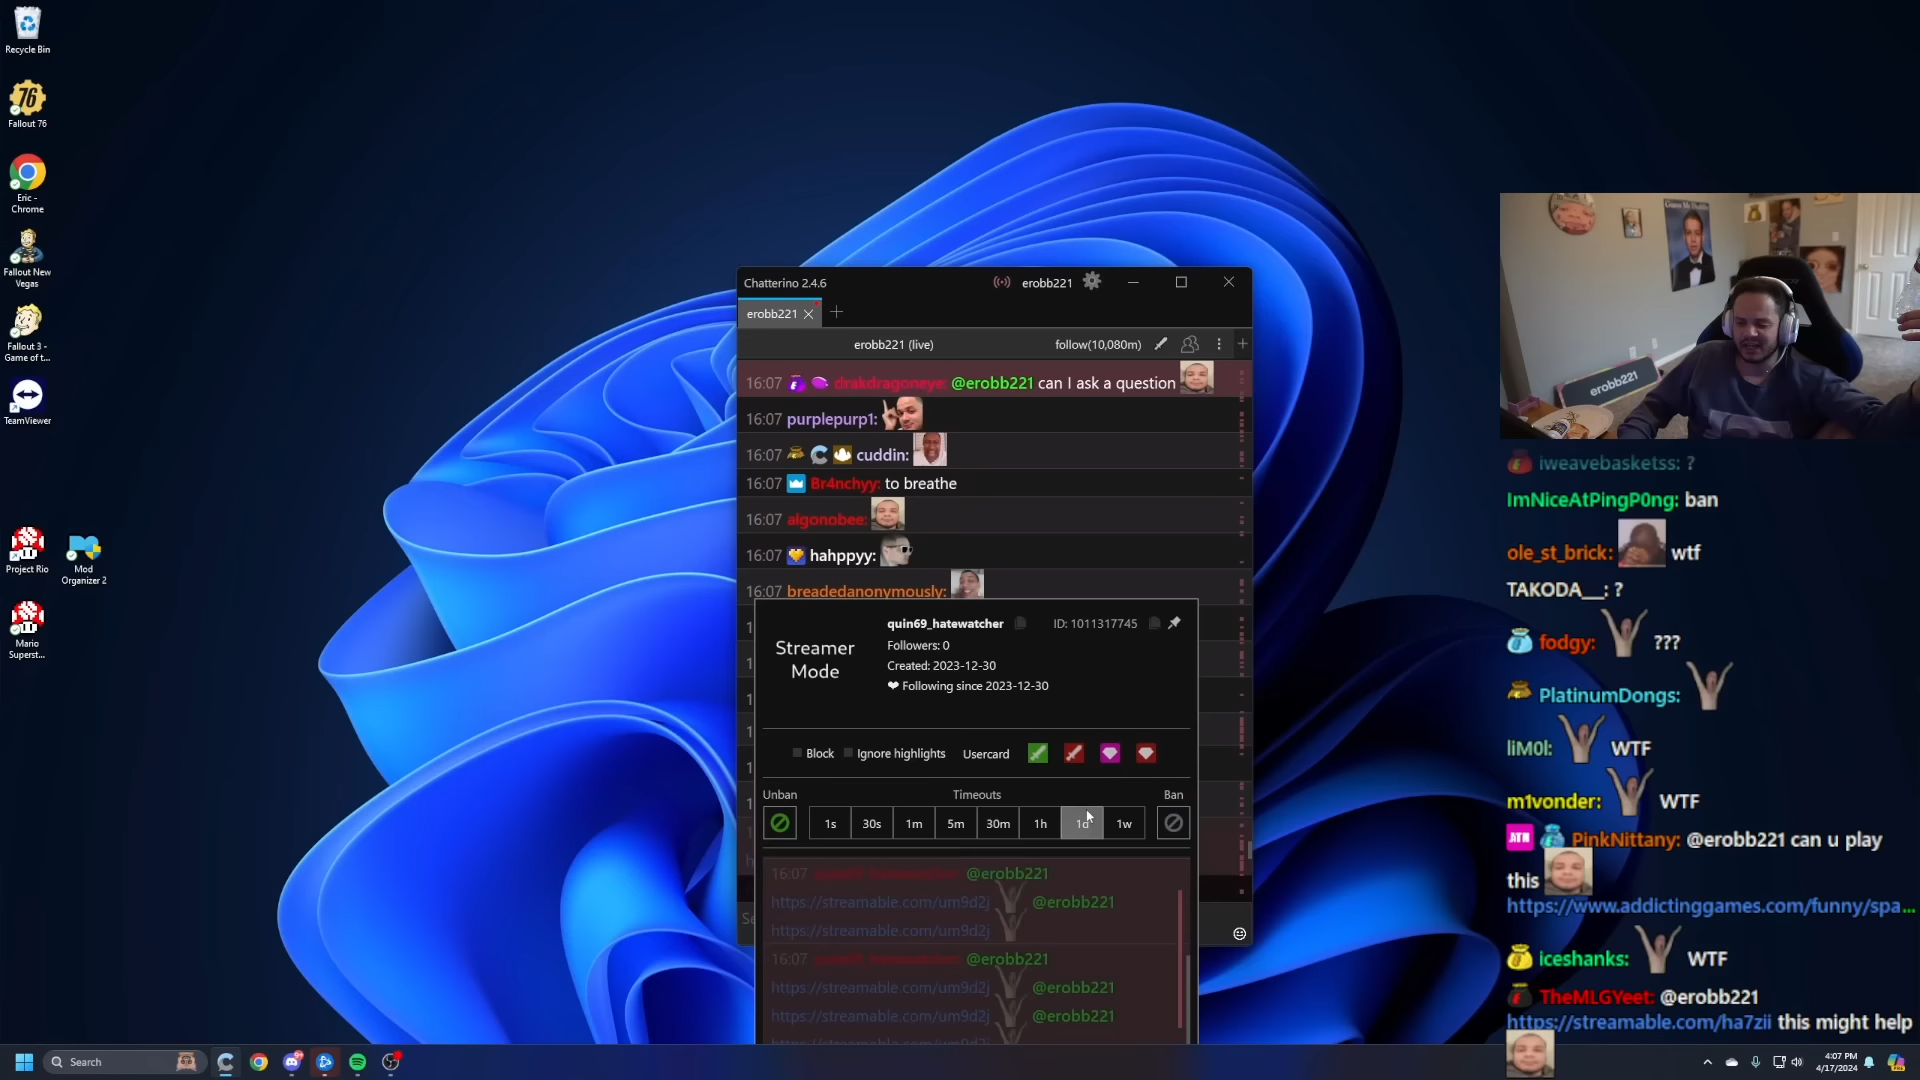 Recycle Bin
Fallout 76
Eric -
Chrome
Fallout New
Vegas
Fallout 3 -
Game of t...
TeamViewer
Project Rio
Mod
Organizer 2
Mario
Superst...
Chatterino 2.4.6
erobb221
erobb221
erobb221 (live)
follow(10,080m)
16:07 drakdragoneye: @erobb221 can I ask a question
16:07 purplepurp1:
16:07 cuddin:
16:07 Br4nchyy: to breathe
16:07 algonobee:
16:07 hahppyy:
16:07 breadedanonymously:
Streamer
Mode
quin69_hatewatcher
ID: 1011317745
Followers: 0
Created: 2023-12-30
Following since 2023-12-30
Block
Ignore highlights
Usercard
Unban
Timeouts
Ban
1s 30s 1m 5m 30m 1h 1d 1w
16:07 quin69_hatewatcher: @erobb221
https://streamable.com/um9d2j @erobb221
https://streamable.com/um9d2j
16:07 quin69_hatewatcher: @erobb221
https://streamable.com/um9d2j @erobb221
https://streamable.com/um9d2j @erobb221
erobb221
iweavebasketss: ?
ImNiceAtPingP0ng: ban
ole_st_brick: wtf
TAKODA__: ?
fodgy: ???
PlatinumDongs:
liM0l: WTF
m1vonder: WTF
PinkNittany: @erobb221 can u play
this
https://www.addictinggames.com/funny/spa...
iceshanks: WTF
TheMLGYeet: @erobb221
https://streamable.com/ha7zii this might help
Search
4:07 PM
4/17/2024